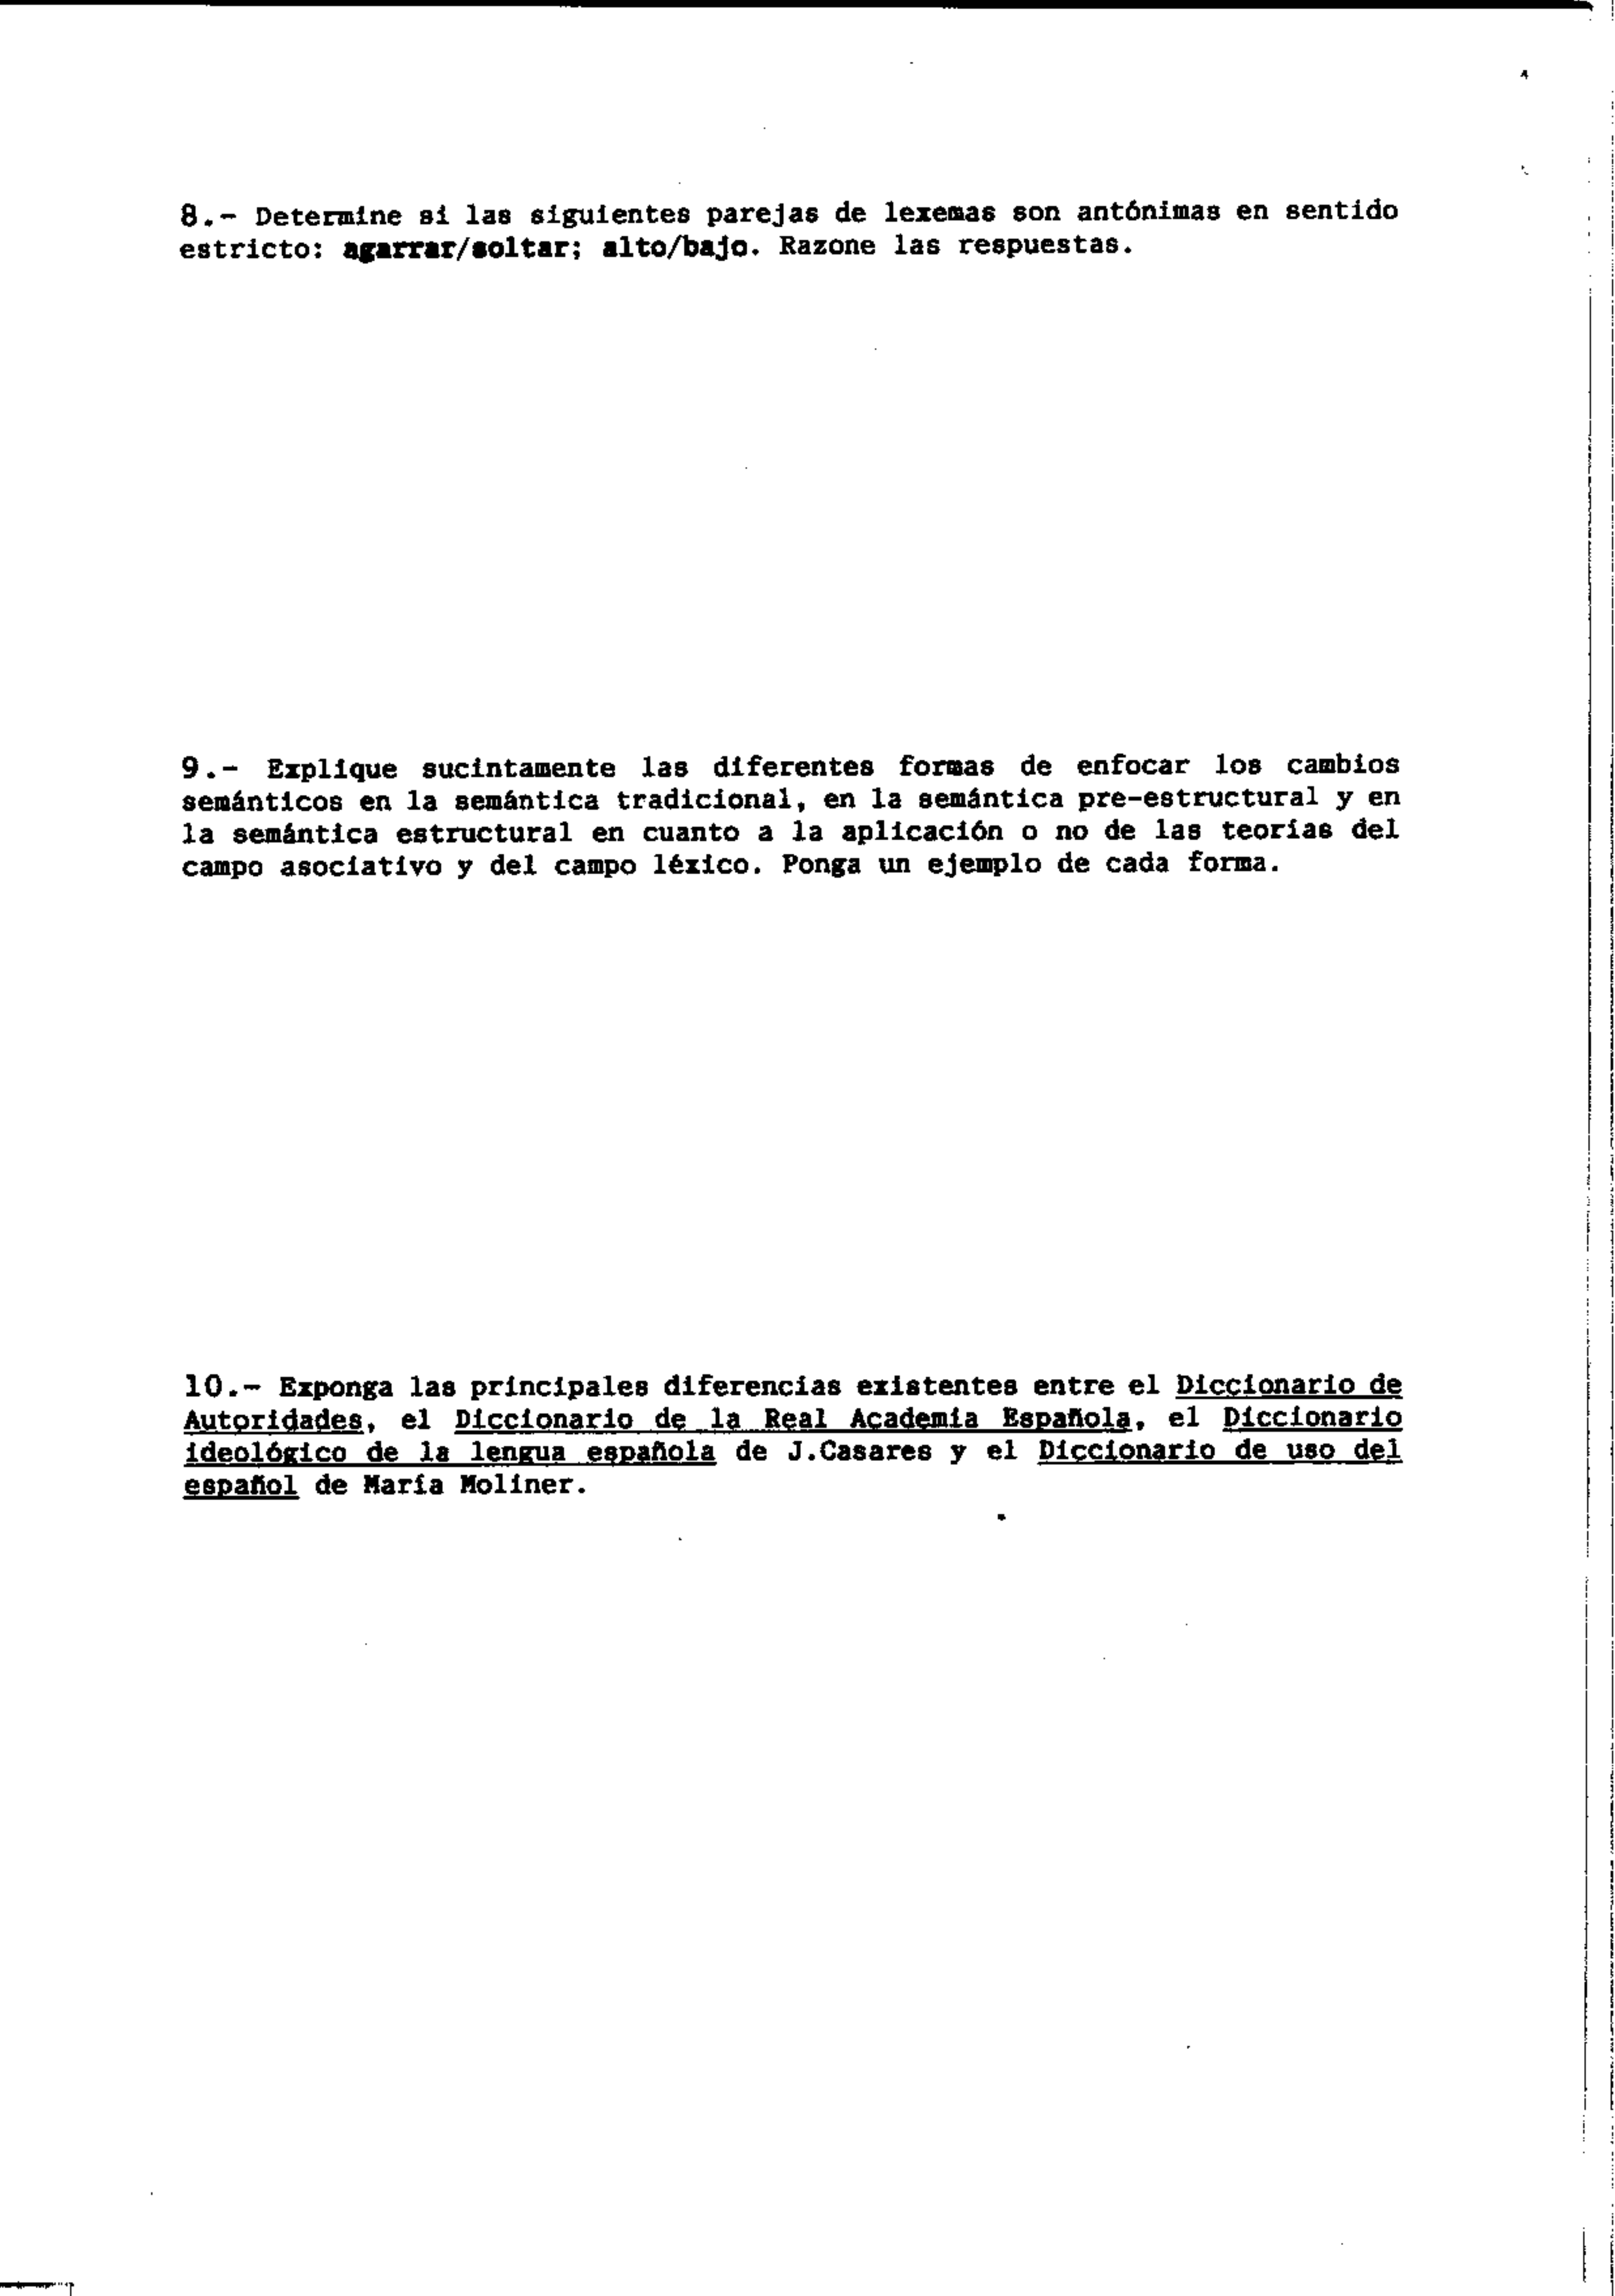 8.- Determine si las siguientes parejas de lexemas son antónimas en sentido
estricto: agarrar/soltar; alto/bajo. Razone las respuestas.
9.- Explique sucintamente las diferentes formas de enfocar los cambios
semánticos en la semántica tradicional, en la semántica pre-estructural y en
la semántica estructural en cuanto a la aplicación o no de las teorías del
campo asociativo y del campo léxico. Ponga un ejemplo de cada forma.
10.- Exponga las principales diferencias existentes entre el Diccionario de
Autoridades, el Diccionario de la Real Academia Española, el Diccionario
ideológico de la lengua española de J.Casares y el Diccionario de uso del
español de María Moliner.